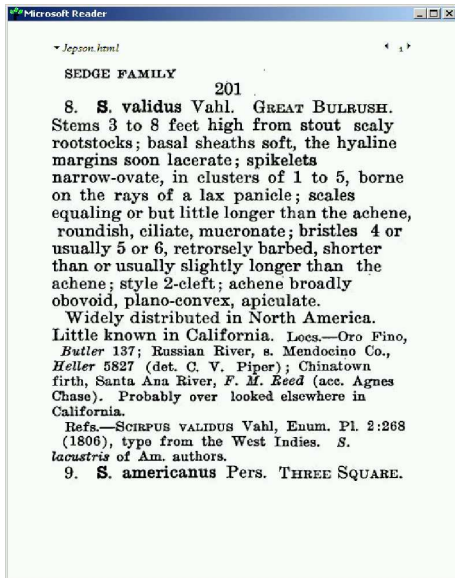 Microsoft Reader
Jepson.html
1
SEDGE FAMILY
201
8. S. validus Vahl. GREAT BULRUSH.
Stems 3 to 8 feet high from stout scaly
rootstocks; basal sheaths soft, the hyaline
margins soon lacerate; spikelets
narrow-ovate, in clusters of 1 to 5, borne
on the rays of a lax panicle; scales
equaling or but little longer than the achene,
roundish, ciliate, mucronate; bristles 4 or
usually 5 or 6, retrorsely barbed, shorter
than or usually slightly longer than the
achene; style 2-cleft; achene broadly
obovoid, plano-convex, apiculate.
Widely distributed in North America.
Little known in California. LOCS.—Oro Fino,
Butler 137; Russian River, s. Mendocino Co.,
Heller 5827 (det. C. V. Piper); Chinatown
firth, Santa Ana River, F. M. Reed (acc. Agnes
Chase). Probably over looked elsewhere in
California.
Refs.—SCIRPUS VALIDUS Vahl, Enum. Pl. 2:268
(1806), type from the West Indies. S.
lacustris of Am. authors.
9. S. americanus Pers. THREE SQUARE.